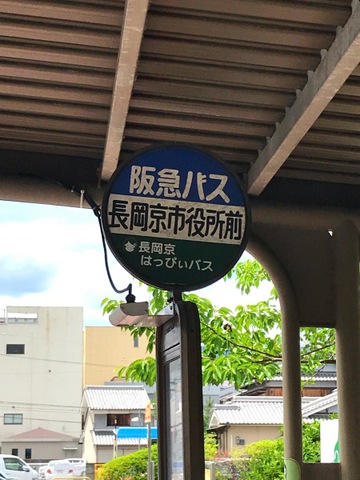 阪急バス
長岡京市役所前
長岡京
はっぴぃバス